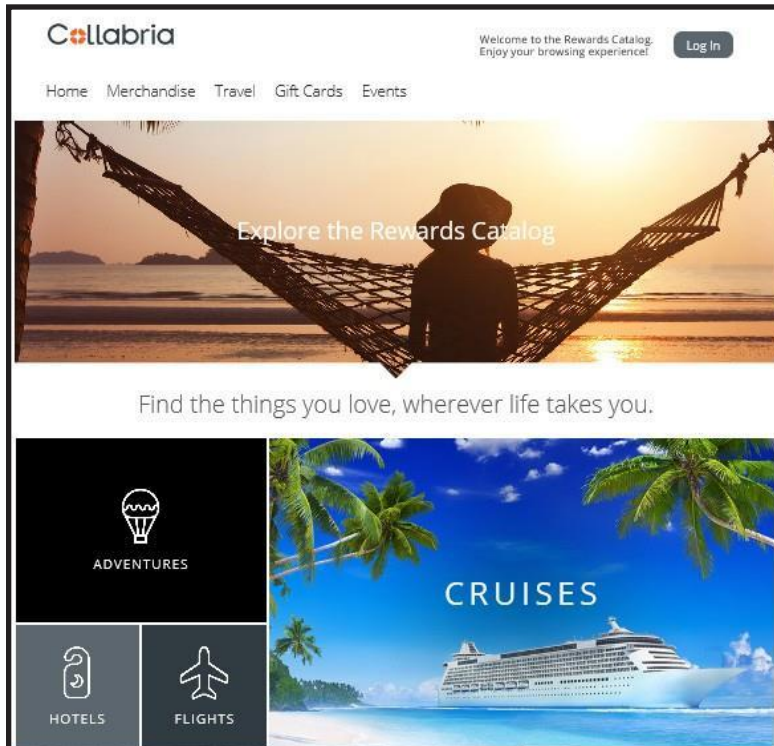 Collabria
Welcome to the Rewards Catalog.
Enjoy your browsing experience!
Log In
Home Merchandise Travel Gift Cards Events
Explore the Rewards Catalog
Find the things you love, wherever life takes you.
ADVENTURES
CRUISES
HOTELS
FLIGHTS